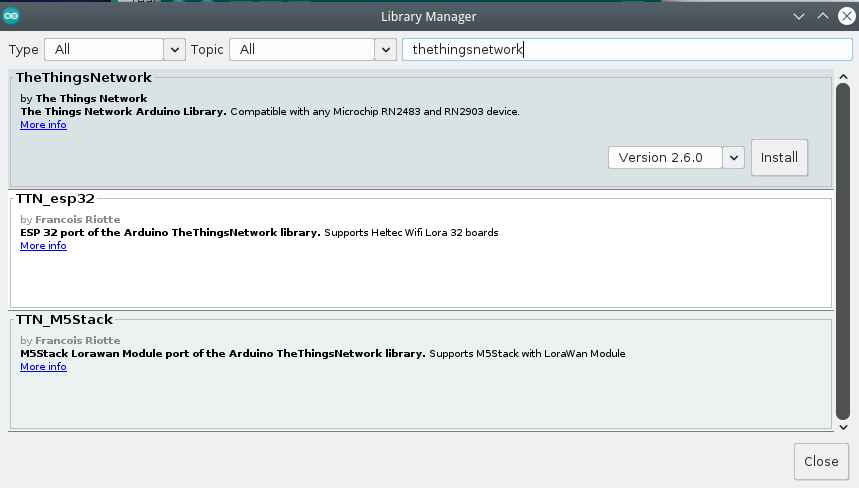 Library Manager
Type All Topic All thethingsnetwork
TheThingsNetwork
by The Things Network
The Things Network Arduino Library. Compatible with any Microchip RN2483 and RN2903 device.
More info
Version 2.6.0 Install
TTN_esp32
by Francois Riotte
ESP 32 port of the Arduino TheThingsNetwork library. Supports Heltec Wifi Lora 32 boards
More info
TTN_M5Stack
by Francois Riotte
M5Stack Lorawan Module port of the Arduino TheThingsNetwork library. Supports M5Stack with LoraWan Module
More info
Close